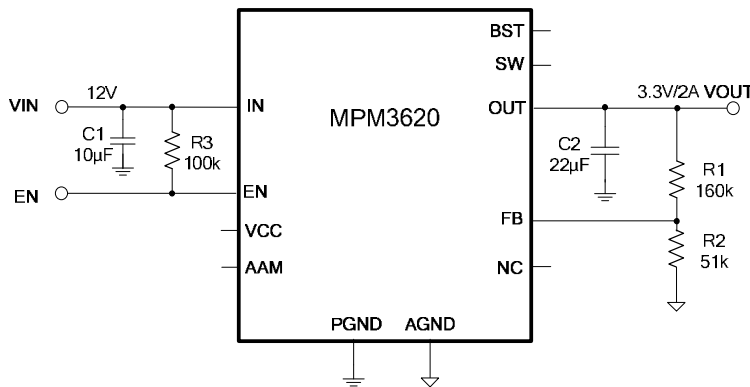 BST
SW
12V
3.3V/2A VOUT
VIN
IN
MPM3620
OUT
C1
10µF
R3
100k
C2
22µF
R1
160k
EN
EN
FB
VCC
R2
51k
AAM
NC
PGND
AGND